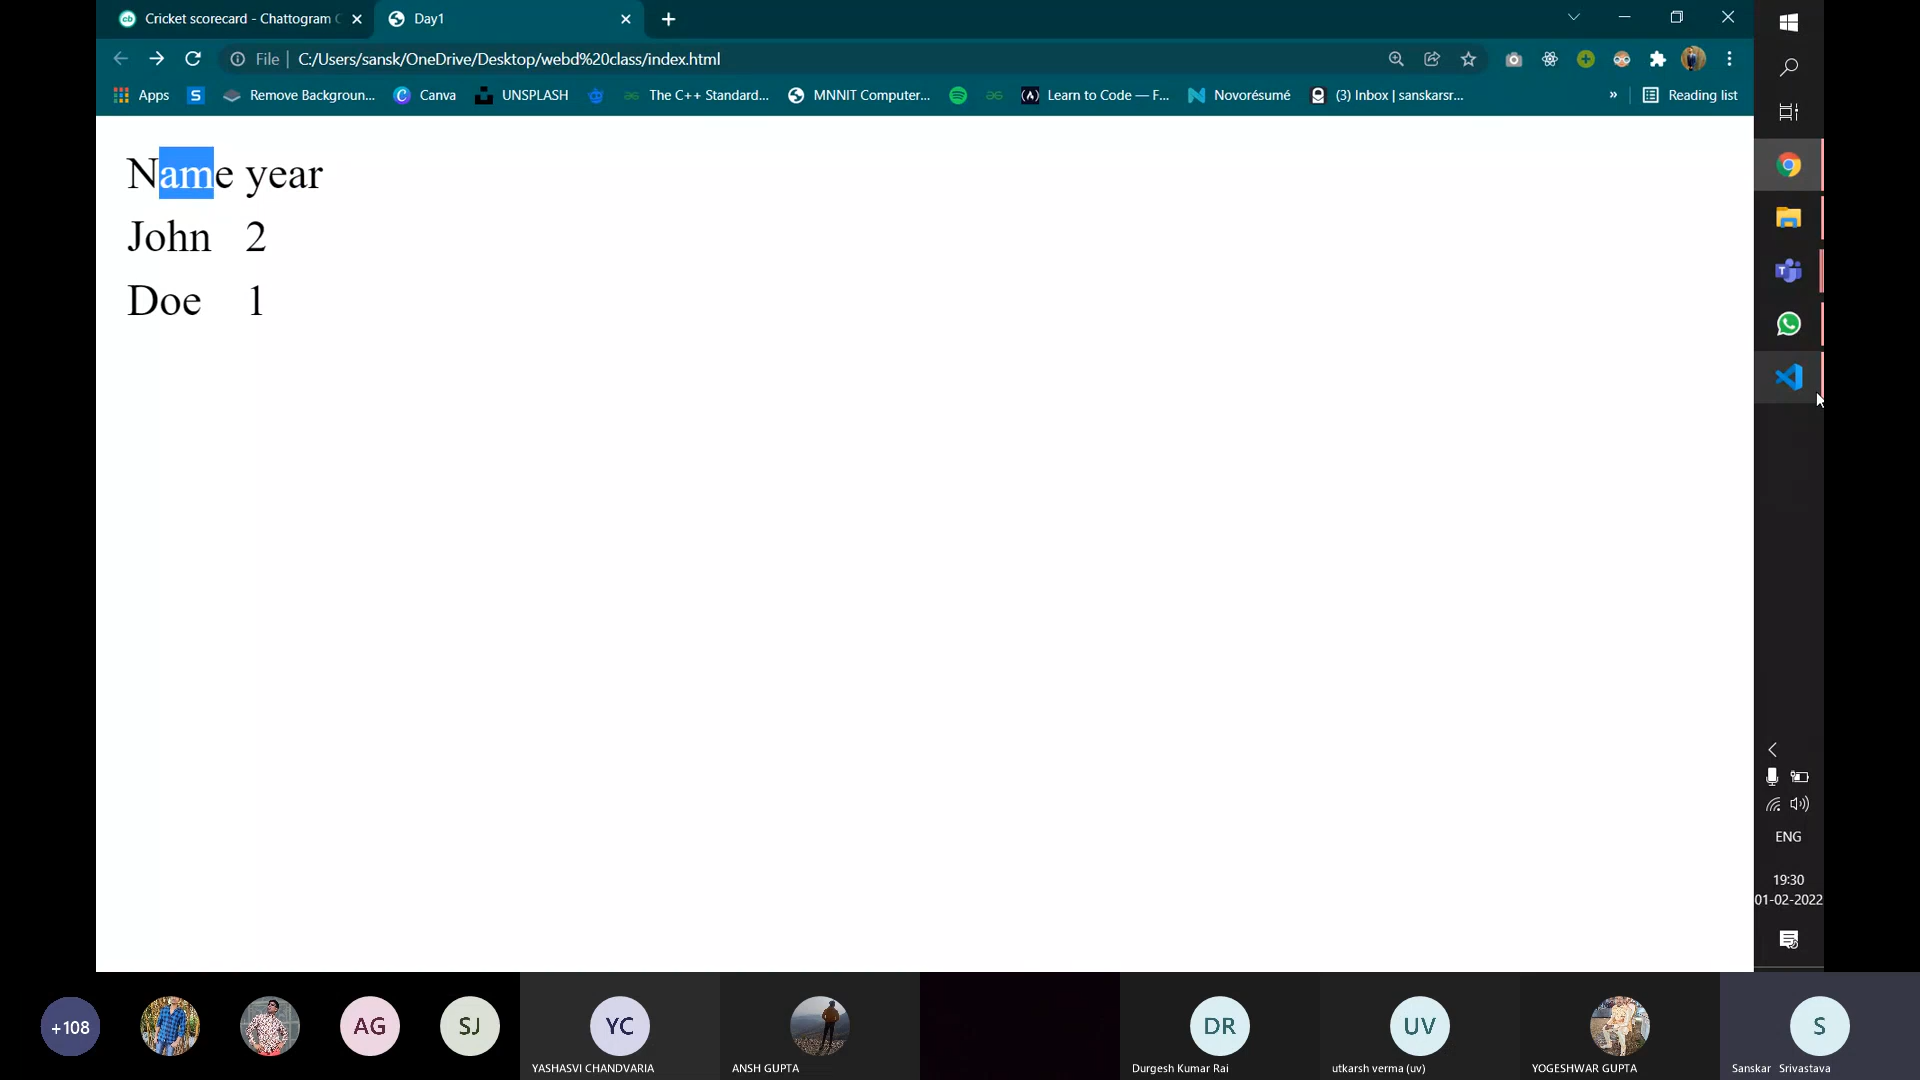 Cricket scorecard - Chattogram C
Day1
File C:/Users/sansk/OneDrive/Desktop/webd%20class/index.html
Apps Remove Backgroun... Canva UNSPLASH The C++ Standard... MNNIT Computer... Learn to Code — F... Novorésumé (3) Inbox | sanskarsr... » Reading list
Name year
John 2
Doe 1
ENG
19:30
01-02-2022
+108 AG SJ YC DR UV S
YASHASVI CHANDVARIA ANSH GUPTA Durgesh Kumar Rai utkarsh verma (uv) YOGESHWAR GUPTA Sanskar Srivastava